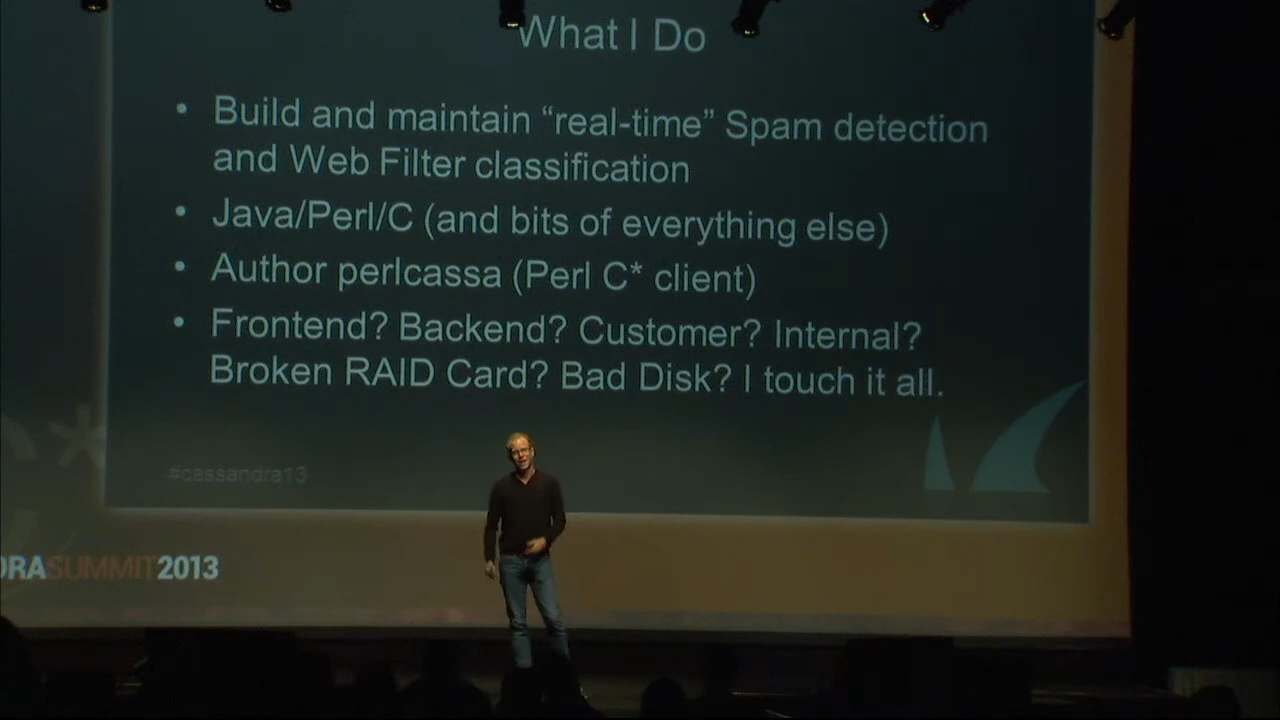 What I Do
• Build and maintain “real-time” Spam detection
and Web Filter classification
• Java/Perl/C (and bits of everything else)
• Author perlcassa (Perl C* client)
• Frontend? Backend? Customer? Internal?
Broken RAID Card? Bad Disk? I touch it all.
#cassandra13
DRASUMMIT2013